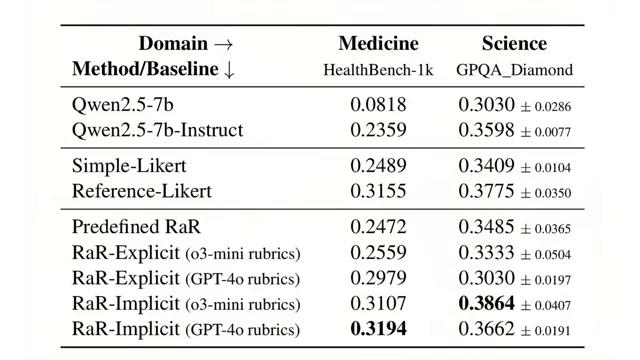 Domain → Medicine Science
Method/Baseline ↓ HealthBench-1k GPQA_Diamond
Qwen2.5-7b 0.0818 0.3030 ± 0.0286
Qwen2.5-7b-Instruct 0.2359 0.3598 ± 0.0077
Simple-Likert 0.2489 0.3409 ± 0.0104
Reference-Likert 0.3155 0.3775 ± 0.0350
Predefined RaR 0.2472 0.3485 ± 0.0365
RaR-Explicit (o3-mini rubrics) 0.2559 0.3333 ± 0.0504
RaR-Explicit (GPT-4o rubrics) 0.2979 0.3030 ± 0.0197
RaR-Implicit (o3-mini rubrics) 0.3107 0.3864 ± 0.0407
RaR-Implicit (GPT-4o rubrics) 0.3194 0.3662 ± 0.0191